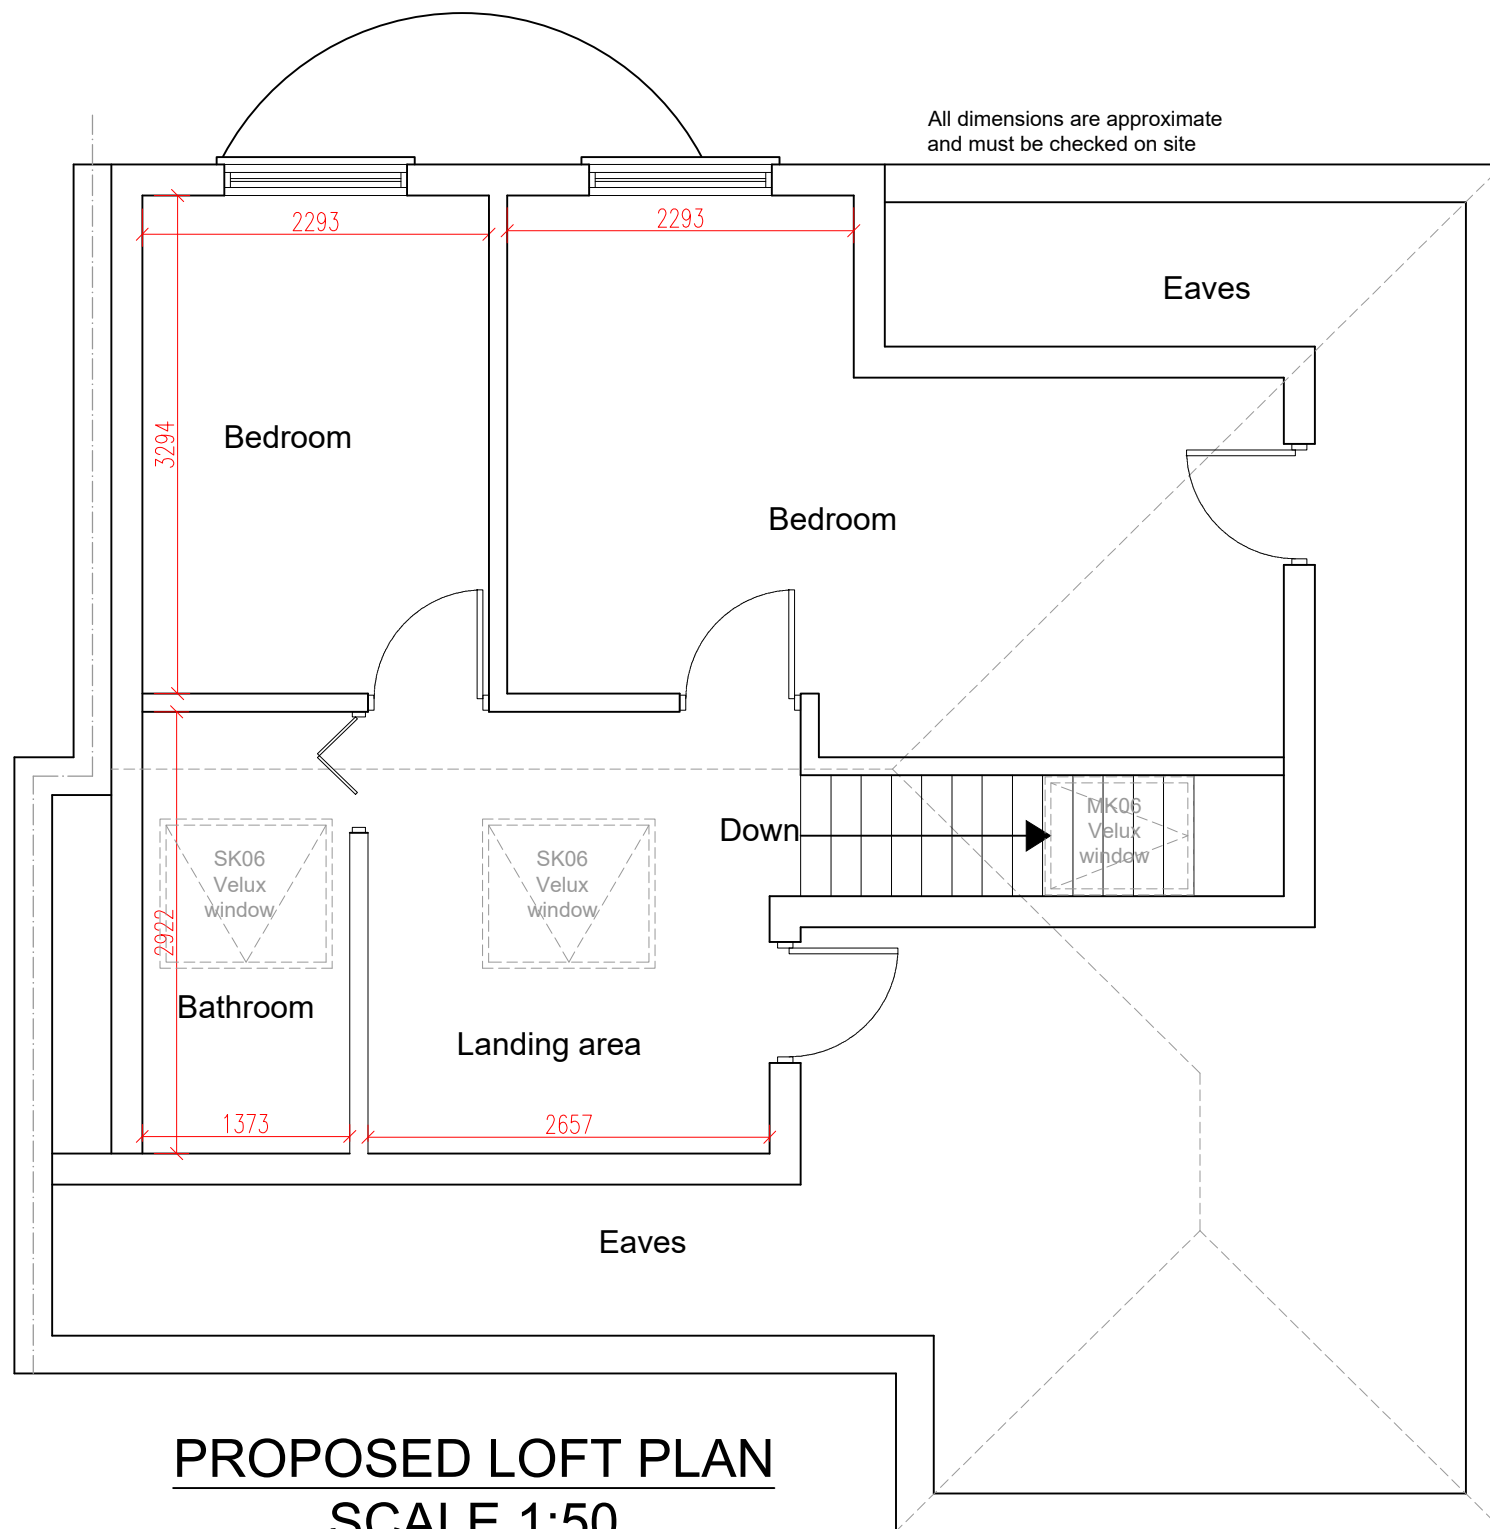 All dimensions are approximate
and must be checked on site
2293
2293
Eaves
3294
Bedroom
Bedroom
Down
MK06
Velux
window
SK06
Velux
window
SK06
Velux
window
2922
Bathroom
Landing area
1373
2657
Eaves
PROPOSED LOFT PLAN
SCALE 1:50